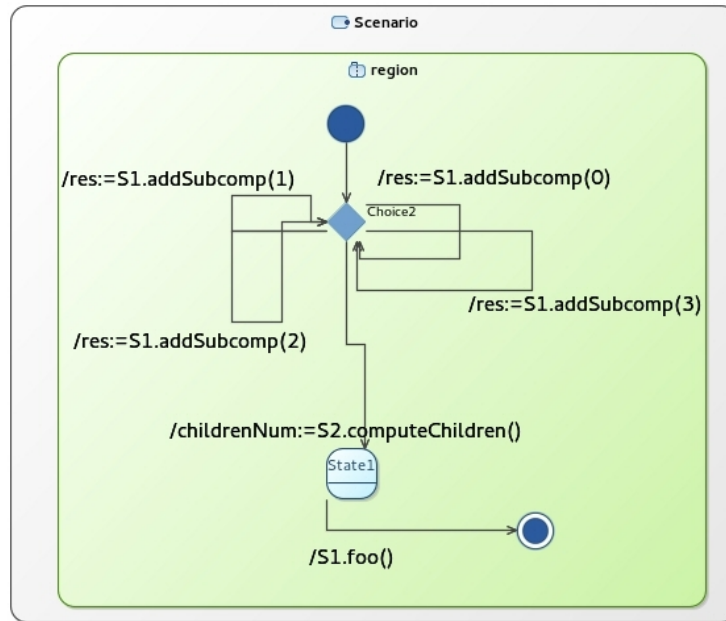 Scenario
region
/res:=S1.addSubcomp(1)
/res:=S1.addSubcomp(0)
Choice2
/res:=S1.addSubcomp(3)
/res:=S1.addSubcomp(2)
/childrenNum:=S2.computeChildren()
State1
/S1.foo()